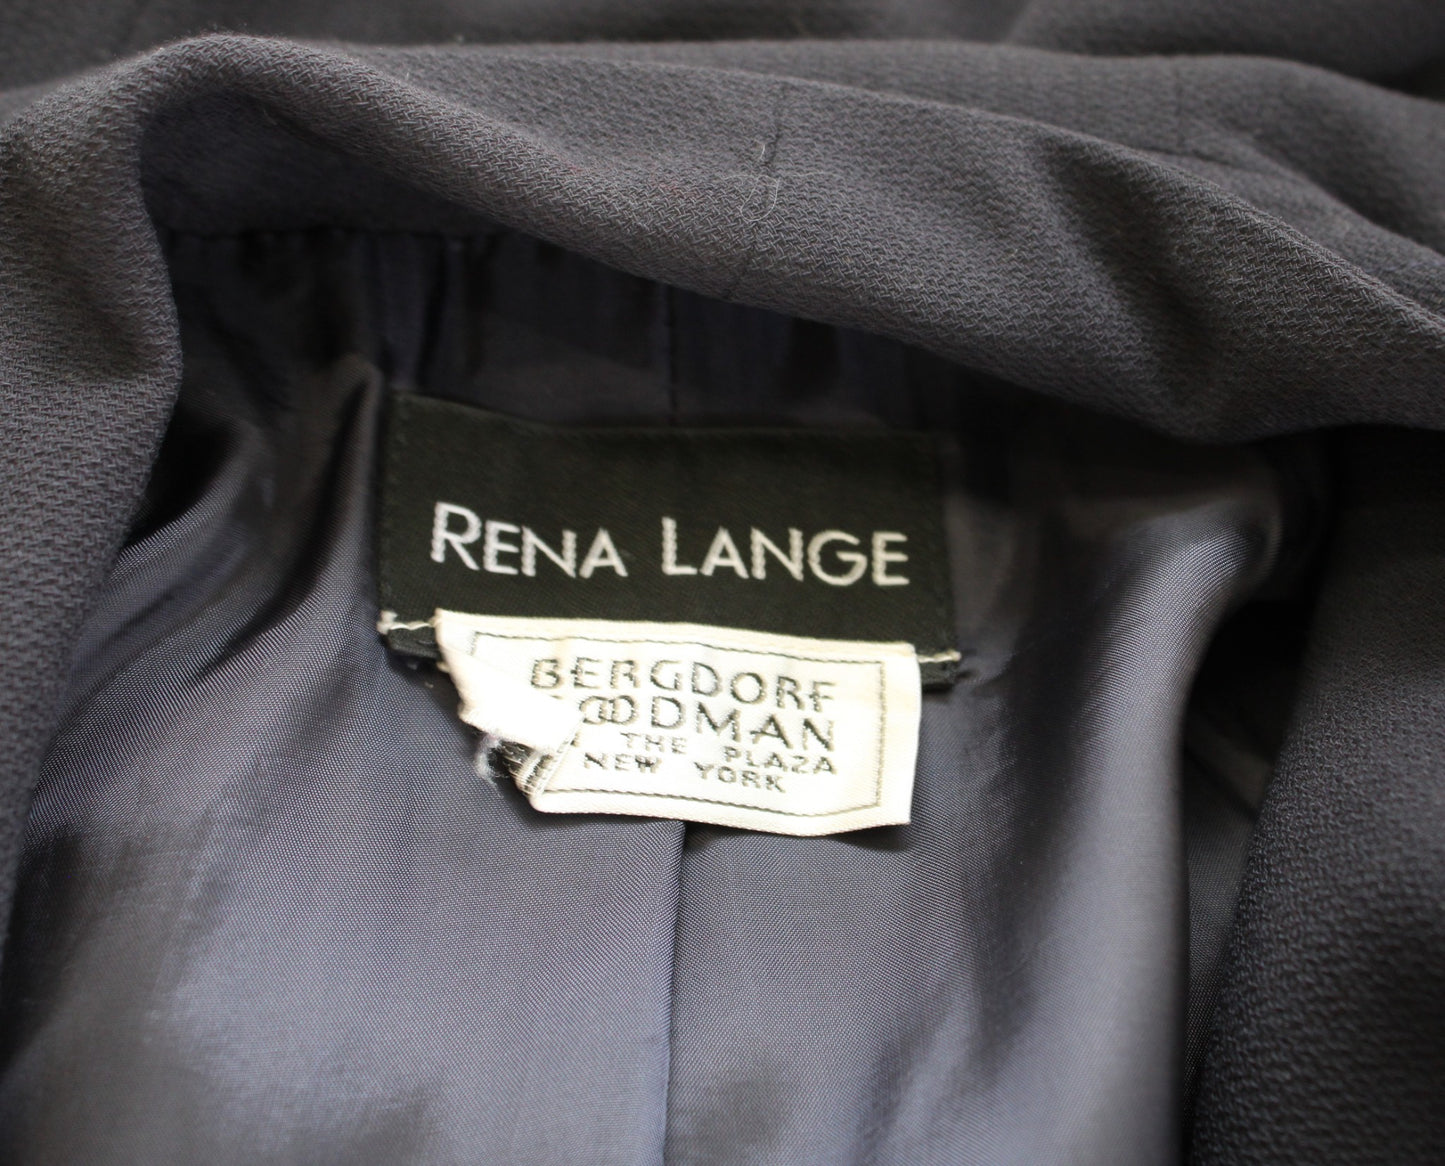 RENA LANGE
BERGDORF
GOODMAN
THE PLAZA
NEW YORK